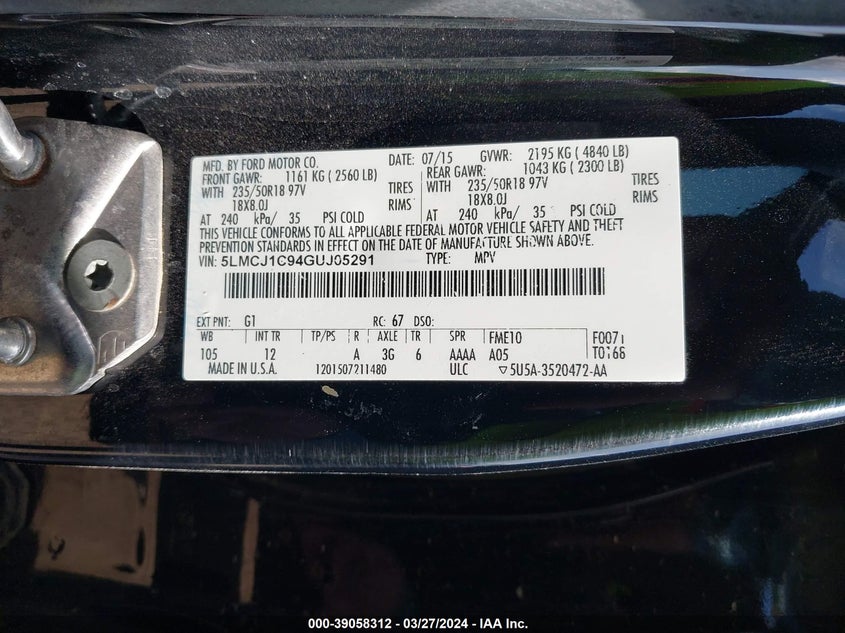 MFD. BY FORD MOTOR CO. DATE: 07/15 GVWR: 2195 KG ( 4840 LB)
FRONT GAWR: 1161 KG ( 2560 LB) REAR GAWR: 1043 KG ( 2300 LB)
WITH 235/50R18 97V TIRES WITH 235/50R18 97V TIRES
18X8.0J RIMS 18X8.0J RIMS
AT 240 kPa/ 35 PSI COLD AT 240 kPa/ 35 PSI COLD
THIS VEHICLE CONFORMS TO ALL APPLICABLE FEDERAL MOTOR VEHICLE SAFETY AND THEFT
PREVENTION STANDARDS IN EFFECT ON THE DATE OF MANUFACTURE SHOWN ABOVE.
VIN: 5LMCJ1C94GUJ05291 TYPE: MPV
EXT PNT: G1 RC: 67 DSO:
WB INT TR TP/PS R AXLE TR SPR FME10 F0071
105 12 A 3G 6 AAAA A05 T0166
MADE IN U.S.A. 1201507211480 ULC ▽5U5A-3520472-AA
000-39058312 / 03/27/2024 - IAA Inc.